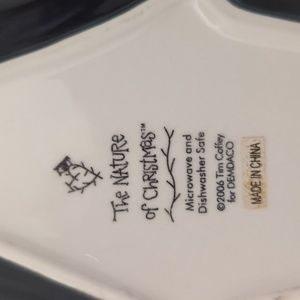 The NATURE
of ChRiSTMAS™
Microwave and
Dishwasher Safe
©2006 Tim Coffey
for DEMDACO
MADE IN CHINA